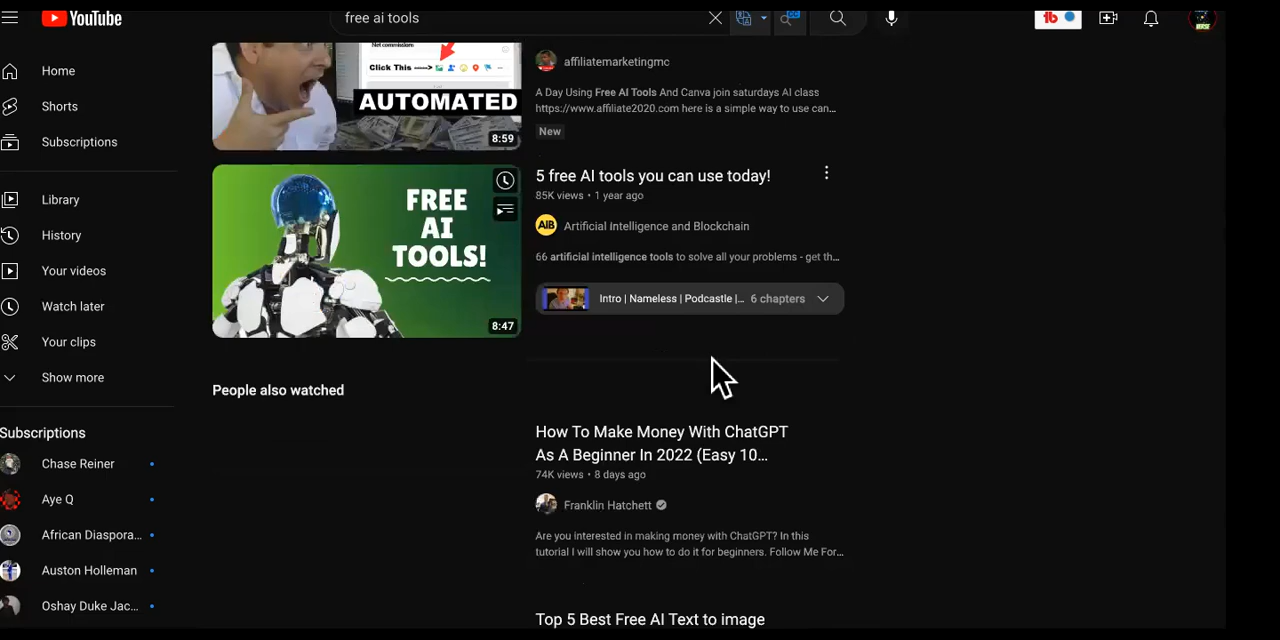 YouTube
free ai tools
Home
Shorts
Subscriptions
Library
History
Your videos
Watch later
Your clips
Show more
Subscriptions
Chase Reiner
Aye Q
African Diaspora...
Auston Holleman
Oshay Duke Jac...
Net commissions
Click This ---->
AUTOMATED
8:59
affiliatemarketingmc
A Day Using Free AI Tools And Canva join saturdays AI class
https://www.affiliate2020.com here is a simple way to use can...
New
FREE
AI
TOOLS!
8:47
5 free AI tools you can use today!
85K views • 1 year ago
AIB
Artificial Intelligence and Blockchain
66 artificial intelligence tools to solve all your problems - get th...
Intro | Nameless | Podcastle |... 6 chapters
People also watched
How To Make Money With ChatGPT
As A Beginner In 2022 (Easy 10...
74K views • 8 days ago
Franklin Hatchett
Are you interested in making money with ChatGPT? In this
tutorial I will show you how to do it for beginners. Follow Me For...
Top 5 Best Free AI Text to image